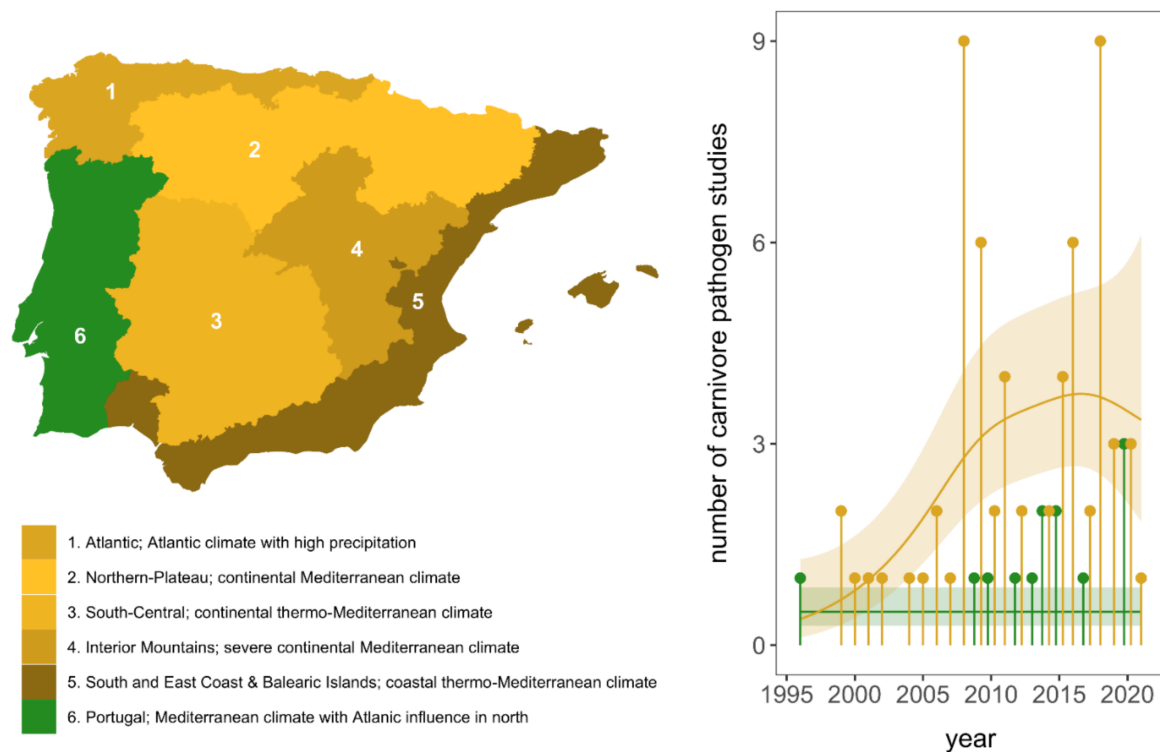 1
2
3
4
5
6
1. Atlantic; Atlantic climate with high precipitation
2. Northern-Plateau; continental Mediterranean climate
3. South-Central; continental thermo-Mediterranean climate
4. Interior Mountains; severe continental Mediterranean climate
5. South and East Coast & Balearic Islands; coastal thermo-Mediterranean climate
6. Portugal; Mediterranean climate with Atlanic influence in north
number of carnivore pathogen studies
9
6
3
0
1995 2000 2005 2010 2015 2020
year